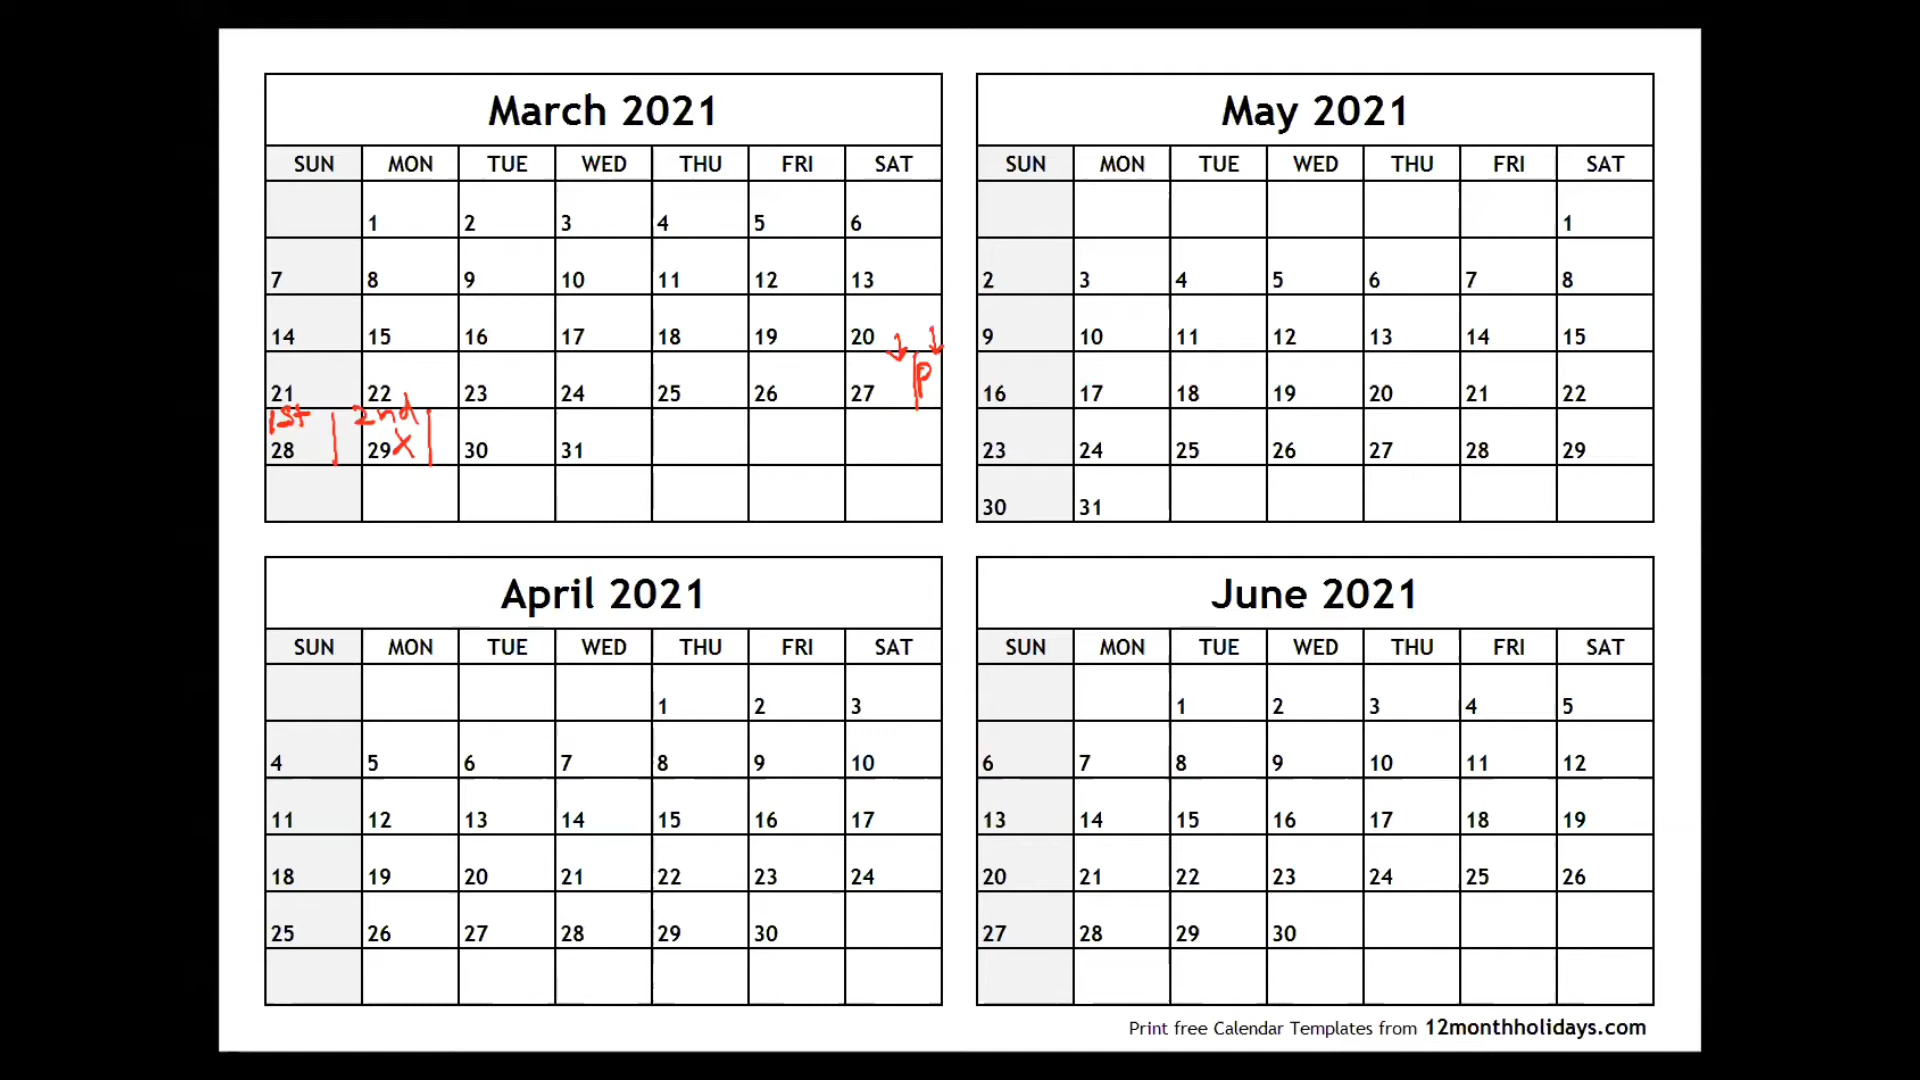 March 2021
SUN MON TUE WED THU FRI SAT
1 2 3 4 5 6
7 8 9 10 11 12 13
14 15 16 17 18 19 20
P
21 22 23 24 25 26 27
1st 2nd
28 29 X 30 31
May 2021
SUN MON TUE WED THU FRI SAT
1
2 3 4 5 6 7 8
9 10 11 12 13 14 15
16 17 18 19 20 21 22
23 24 25 26 27 28 29
30 31
April 2021
SUN MON TUE WED THU FRI SAT
1 2 3
4 5 6 7 8 9 10
11 12 13 14 15 16 17
18 19 20 21 22 23 24
25 26 27 28 29 30
June 2021
SUN MON TUE WED THU FRI SAT
1 2 3 4 5
6 7 8 9 10 11 12
13 14 15 16 17 18 19
20 21 22 23 24 25 26
27 28 29 30
Print free Calendar Templates from 12monthholidays.com